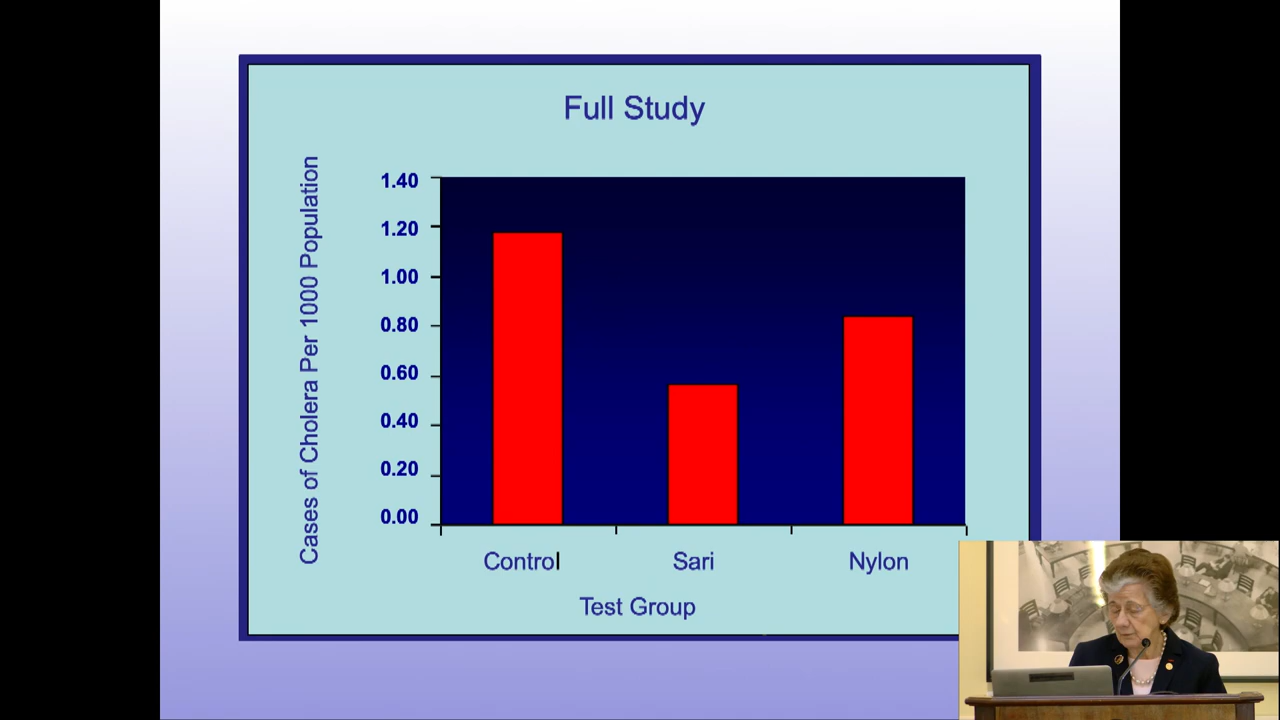 Full Study
Cases of Cholera Per 1000 Population
1.40
1.20
1.00
0.80
0.60
0.40
0.20
0.00
Control Sari Nylon
Test Group